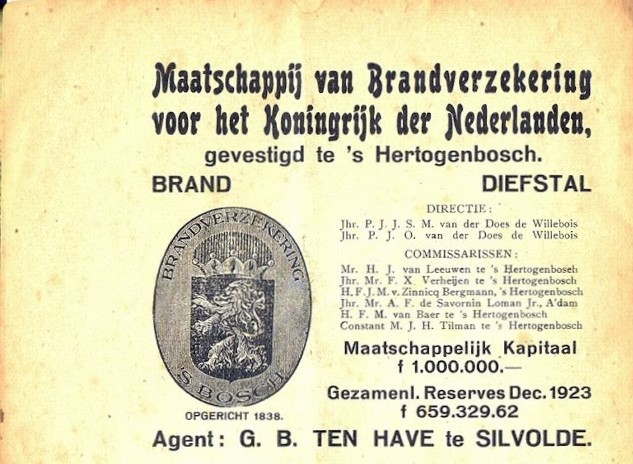 Maatschappij van Brandverzekering
voor het Koningrijk der Nederlanden,
gevestigd te 's Hertogenbosch.
BRAND DIEFSTAL
BRANDVERZEKERING
'S BOSCH
OPGERICHT 1838.
DIRECTIE:
Jhr. P. J. J. S. M. van der Does de Willebois
Jhr. P. J. O. van der Does de Willebois
COMMISARISSEN:
Mr. H. J. van Leeuwen te 's Hertogenbosch
Jhr. Mr. F. X. Verheijen te 's Hertogenbosch
H. F. J. M. v. Zinnicq Bergmann, 's Hertogenbosch
Jhr. Mr. A. F. de Savornin Loman Jr., A'dam
H. F. M. van Baer te 's Hertogenbosch
Constant M. J. H. Tilman te 's Hertogenbosch
Maatschappelijk Kapitaal
f 1.000.000.—
Gezamenl. Reserves Dec. 1923
f 659.329.62
Agent: G. B. TEN HAVE te SILVOLDE.